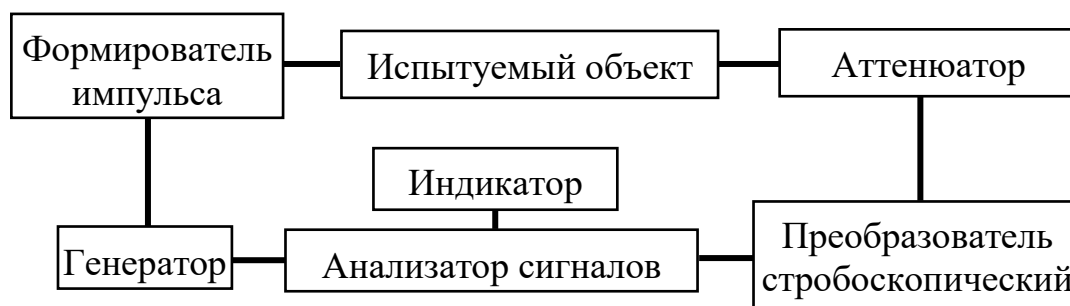 Формирователь
импульса
Испытуемый объект
Аттенюатор
Индикатор
Генератор
Анализатор сигналов
Преобразователь
стробоскопический